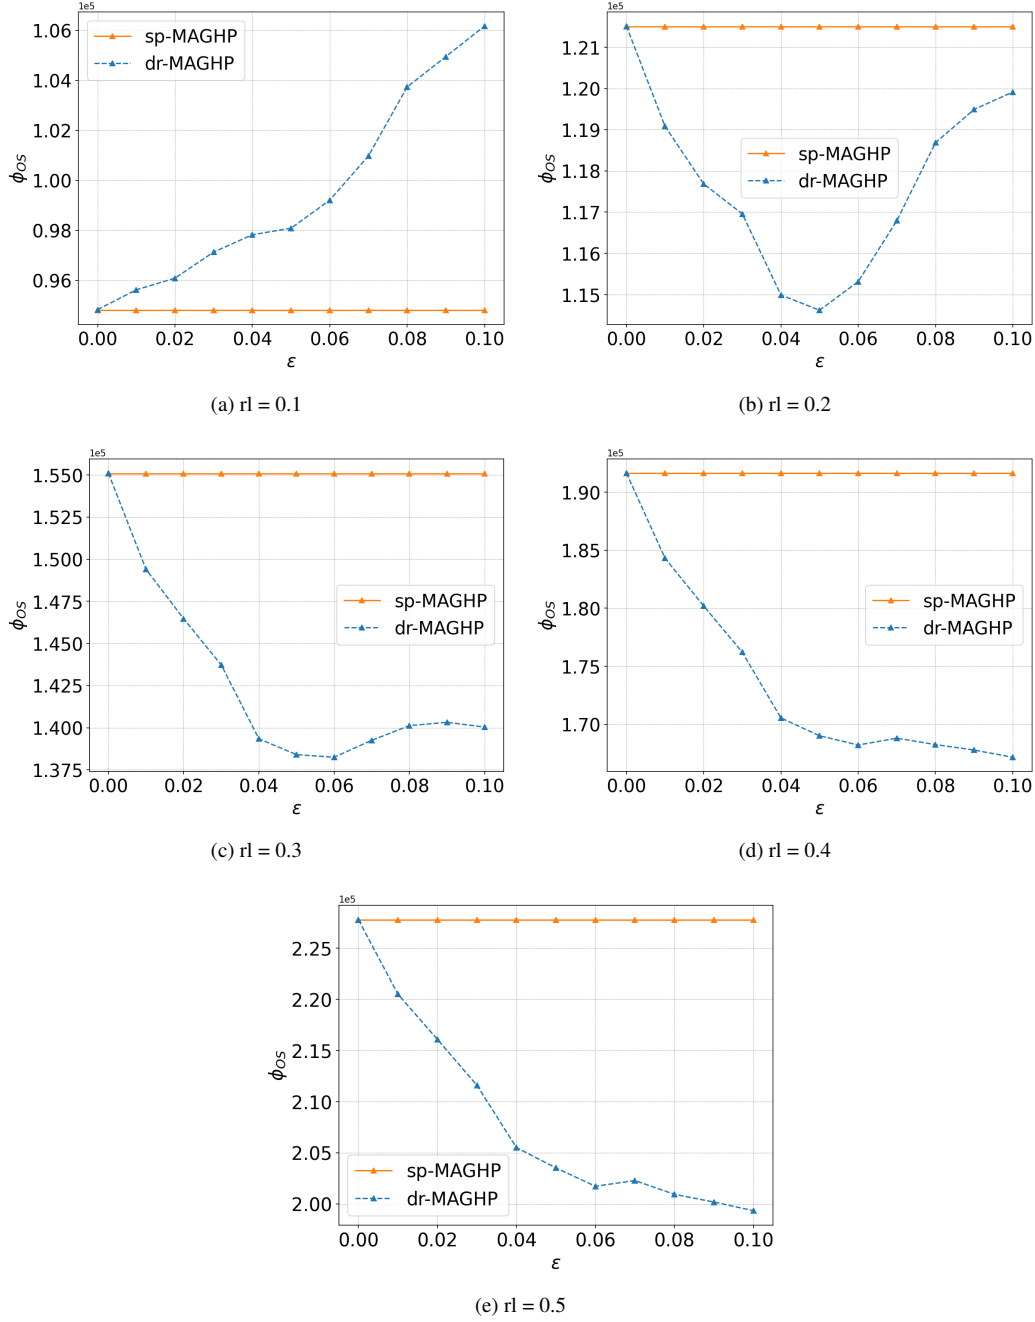 1e5
1.06
1.04
1.02
1.00
0.98
0.96
ϕOS
sp-MAGHP
dr-MAGHP
0.00 0.02 0.04 0.06 0.08 0.10
ε
(a) rl = 0.1
1e5
1.21
1.20
1.19
1.18
1.17
1.16
1.15
ϕOS
sp-MAGHP
dr-MAGHP
0.00 0.02 0.04 0.06 0.08 0.10
ε
(b) rl = 0.2
1e5
1.550
1.525
1.500
1.475
1.450
1.425
1.400
1.375
ϕOS
sp-MAGHP
dr-MAGHP
0.00 0.02 0.04 0.06 0.08 0.10
ε
(c) rl = 0.3
1e5
1.90
1.85
1.80
1.75
1.70
ϕOS
sp-MAGHP
dr-MAGHP
0.00 0.02 0.04 0.06 0.08 0.10
ε
(d) rl = 0.4
1e5
2.25
2.20
2.15
2.10
2.05
2.00
ϕOS
sp-MAGHP
dr-MAGHP
0.00 0.02 0.04 0.06 0.08 0.10
ε
(e) rl = 0.5